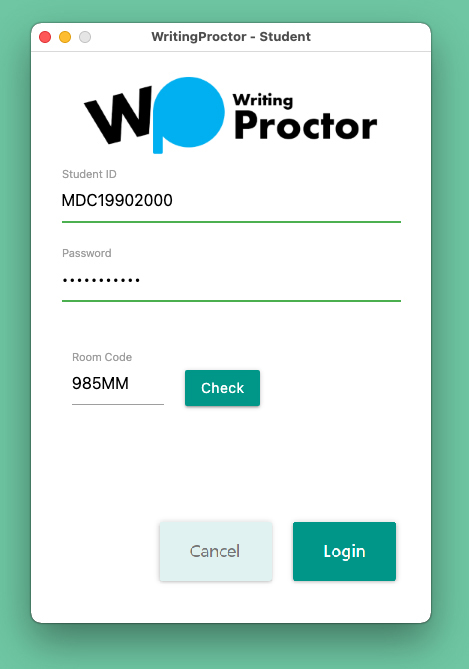 WritingProctor - Student
WP Writing
Proctor
Student ID
MDC19902000
Password
•••••••••••
Room Code
985MM
Check
Cancel
Login